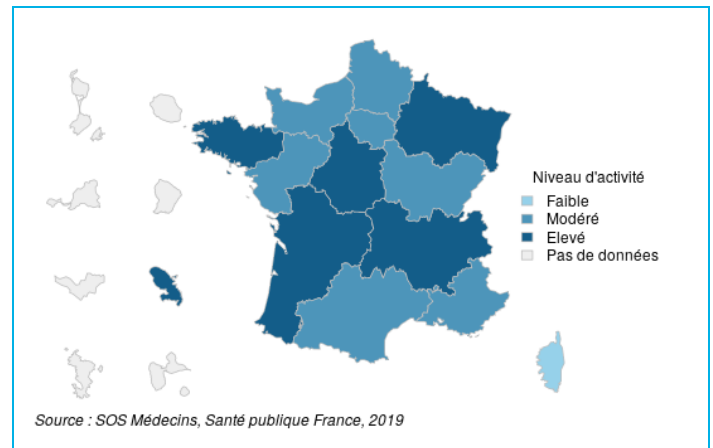 Niveau d'activité
Faible
Modéré
Elevé
Pas de données
Source : SOS Médecins, Santé publique France, 2019